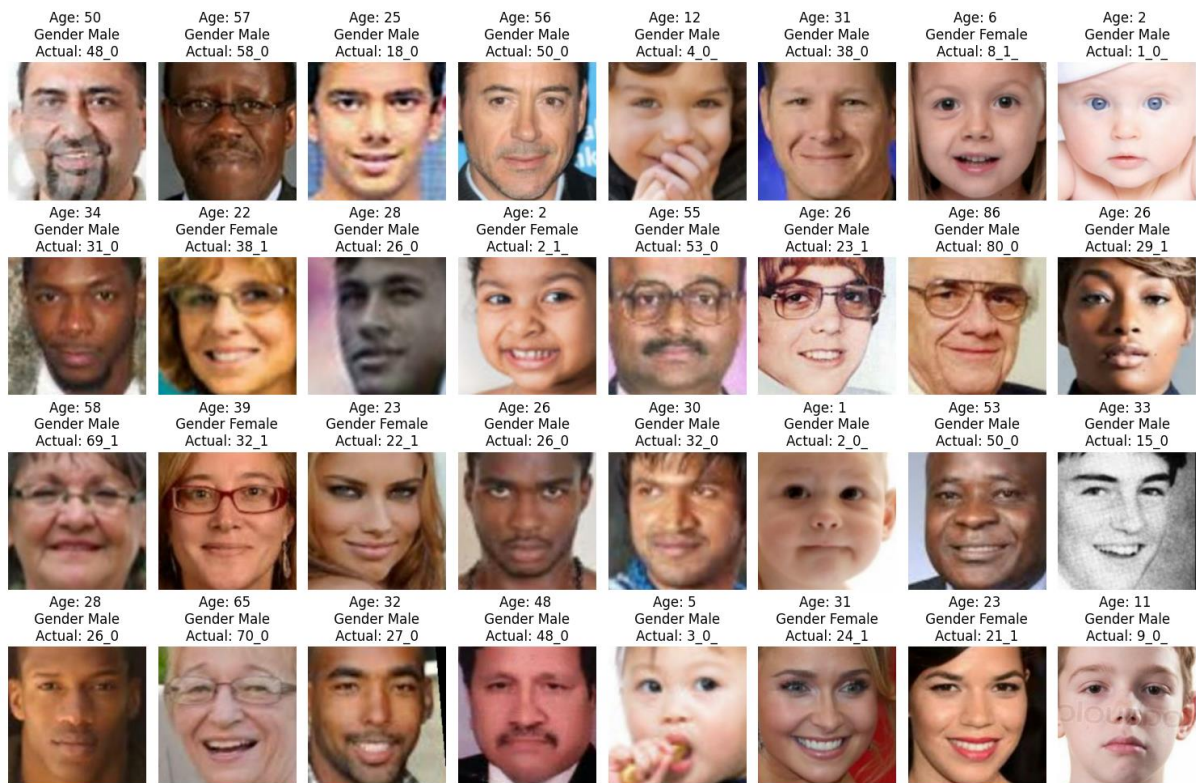 Age: 50
Gender Male
Actual: 48_0
Age: 57
Gender Male
Actual: 58_0
Age: 25
Gender Male
Actual: 18_0
Age: 56
Gender Male
Actual: 50_0
Age: 12
Gender Male
Actual: 4_0_
Age: 31
Gender Male
Actual: 38_0
Age: 6
Gender Female
Actual: 8_1_
Age: 2
Gender Male
Actual: 1_0_
Age: 34
Gender Male
Actual: 31_0
Age: 22
Gender Female
Actual: 38_1
Age: 28
Gender Male
Actual: 26_0
Age: 2
Gender Female
Actual: 2_1_
Age: 55
Gender Male
Actual: 53_0
Age: 26
Gender Male
Actual: 23_1
Age: 86
Gender Male
Actual: 80_0
Age: 26
Gender Male
Actual: 29_1
Age: 58
Gender Male
Actual: 69_1
Age: 39
Gender Female
Actual: 32_1
Age: 23
Gender Female
Actual: 22_1
Age: 26
Gender Male
Actual: 26_0
Age: 30
Gender Male
Actual: 32_0
Age: 1
Gender Male
Actual: 2_0_
Age: 53
Gender Male
Actual: 50_0
Age: 33
Gender Male
Actual: 15_0
Age: 28
Gender Male
Actual: 26_0
Age: 65
Gender Male
Actual: 70_0
Age: 32
Gender Male
Actual: 27_0
Age: 48
Gender Male
Actual: 48_0
Age: 5
Gender Male
Actual: 3_0_
Age: 31
Gender Female
Actual: 24_1
Age: 23
Gender Female
Actual: 21_1
Age: 11
Gender Male
Actual: 9_0_